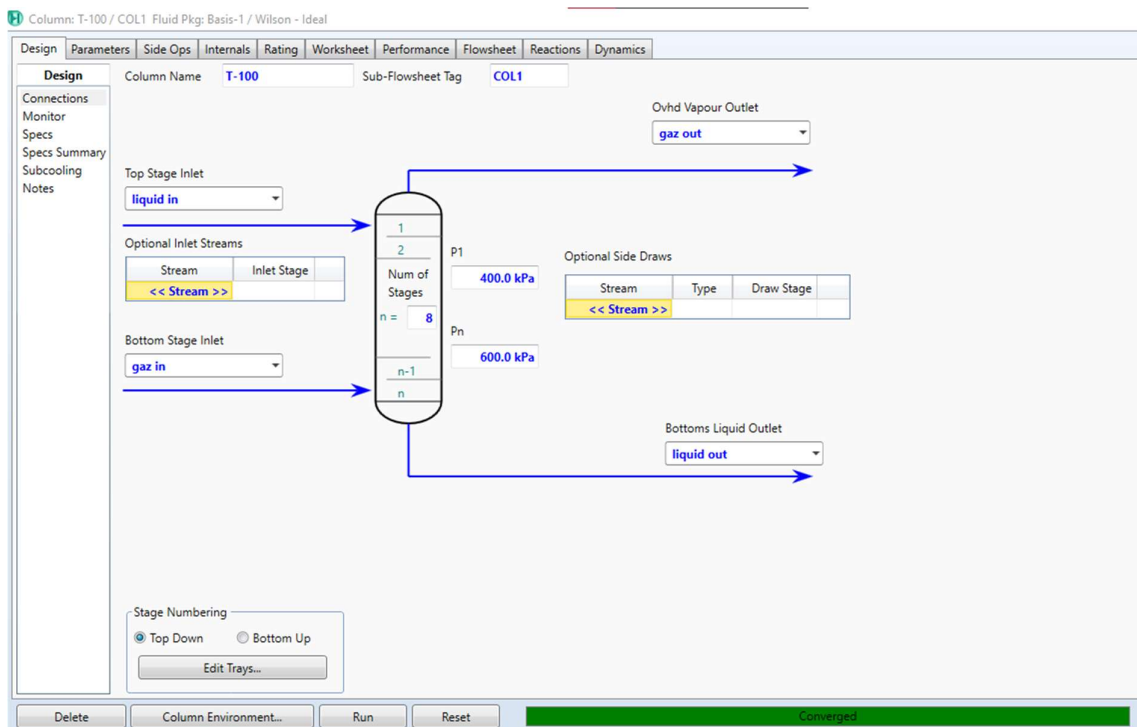 Column: T-100 / COL1 Fluid Pkg: Basis-1 / Wilson - Ideal
Design Parameters Side Ops Internals Rating Worksheet Performance Flowsheet Reactions Dynamics
Design
Connections
Monitor
Specs
Specs Summary
Subcooling
Notes
Column Name T-100 Sub-Flowsheet Tag COL1
Ovhd Vapour Outlet
gaz out
Top Stage Inlet
liquid in
Optional Inlet Streams
Stream Inlet Stage
<< Stream >>
Bottom Stage Inlet
gaz in
1
2
Num of
Stages
n = 8
n-1
n
P1
400.0 kPa
Pn
600.0 kPa
Optional Side Draws
Stream Type Draw Stage
<< Stream >>
Bottoms Liquid Outlet
liquid out
Stage Numbering
Top Down Bottom Up
Edit Trays...
Delete Column Environment... Run Reset Converged